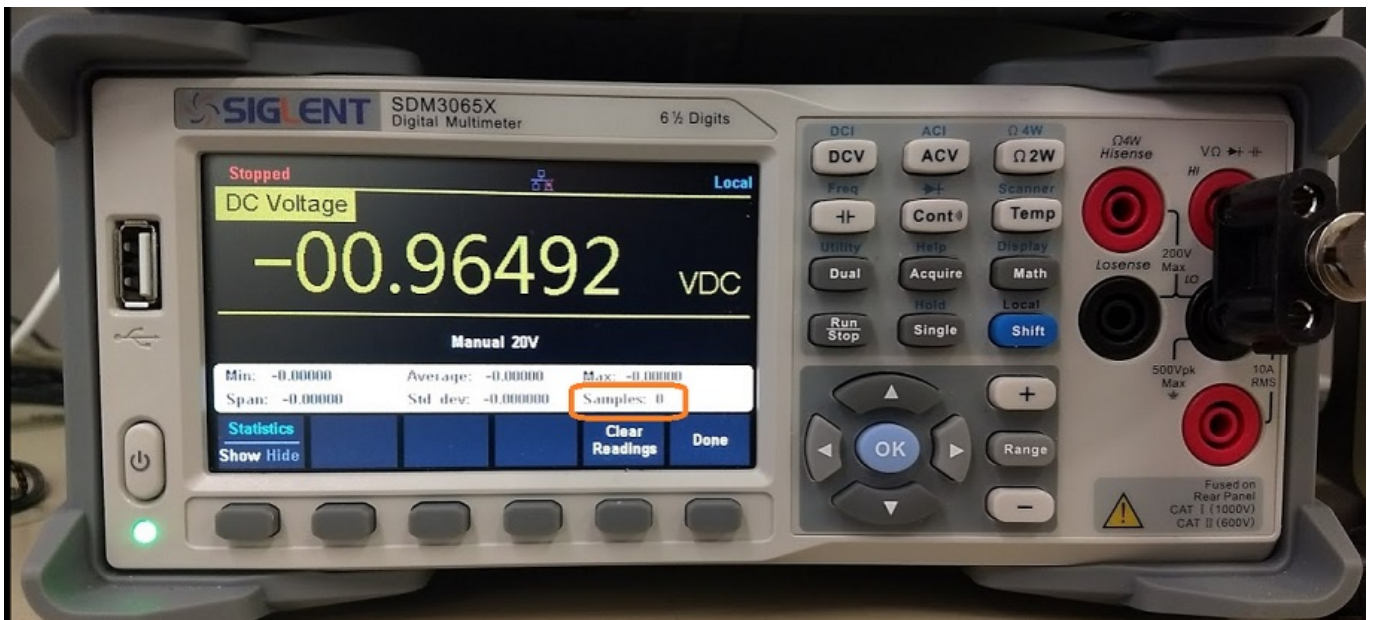 SIGLENT SDM3065X
Digital Multimeter
6 ½ Digits
Stopped
Local
DC Voltage
-00.96492 VDC
Manual 20V
Min: -0.00000 Average: -0.00000 Max: -0.00000
Span: -0.00000 Std dev: -0.000000 Samples: 0
Statistics
Show Hide
Clear
Readings
Done
DCI ACI Ω 4W
DCV ACV Ω 2W
Freq Scanner
Cont Temp
Utility Help Display
Dual Acquire Math
Hold Local
Run
Stop
Single Shift
+
OK Range
−
Ω4W
Hisense
VΩ
HI
Losense
200V
Max
LO
500Vpk
Max
10A
RMS
Fused on
Rear Panel
CAT I (1000V)
CAT II (600V)